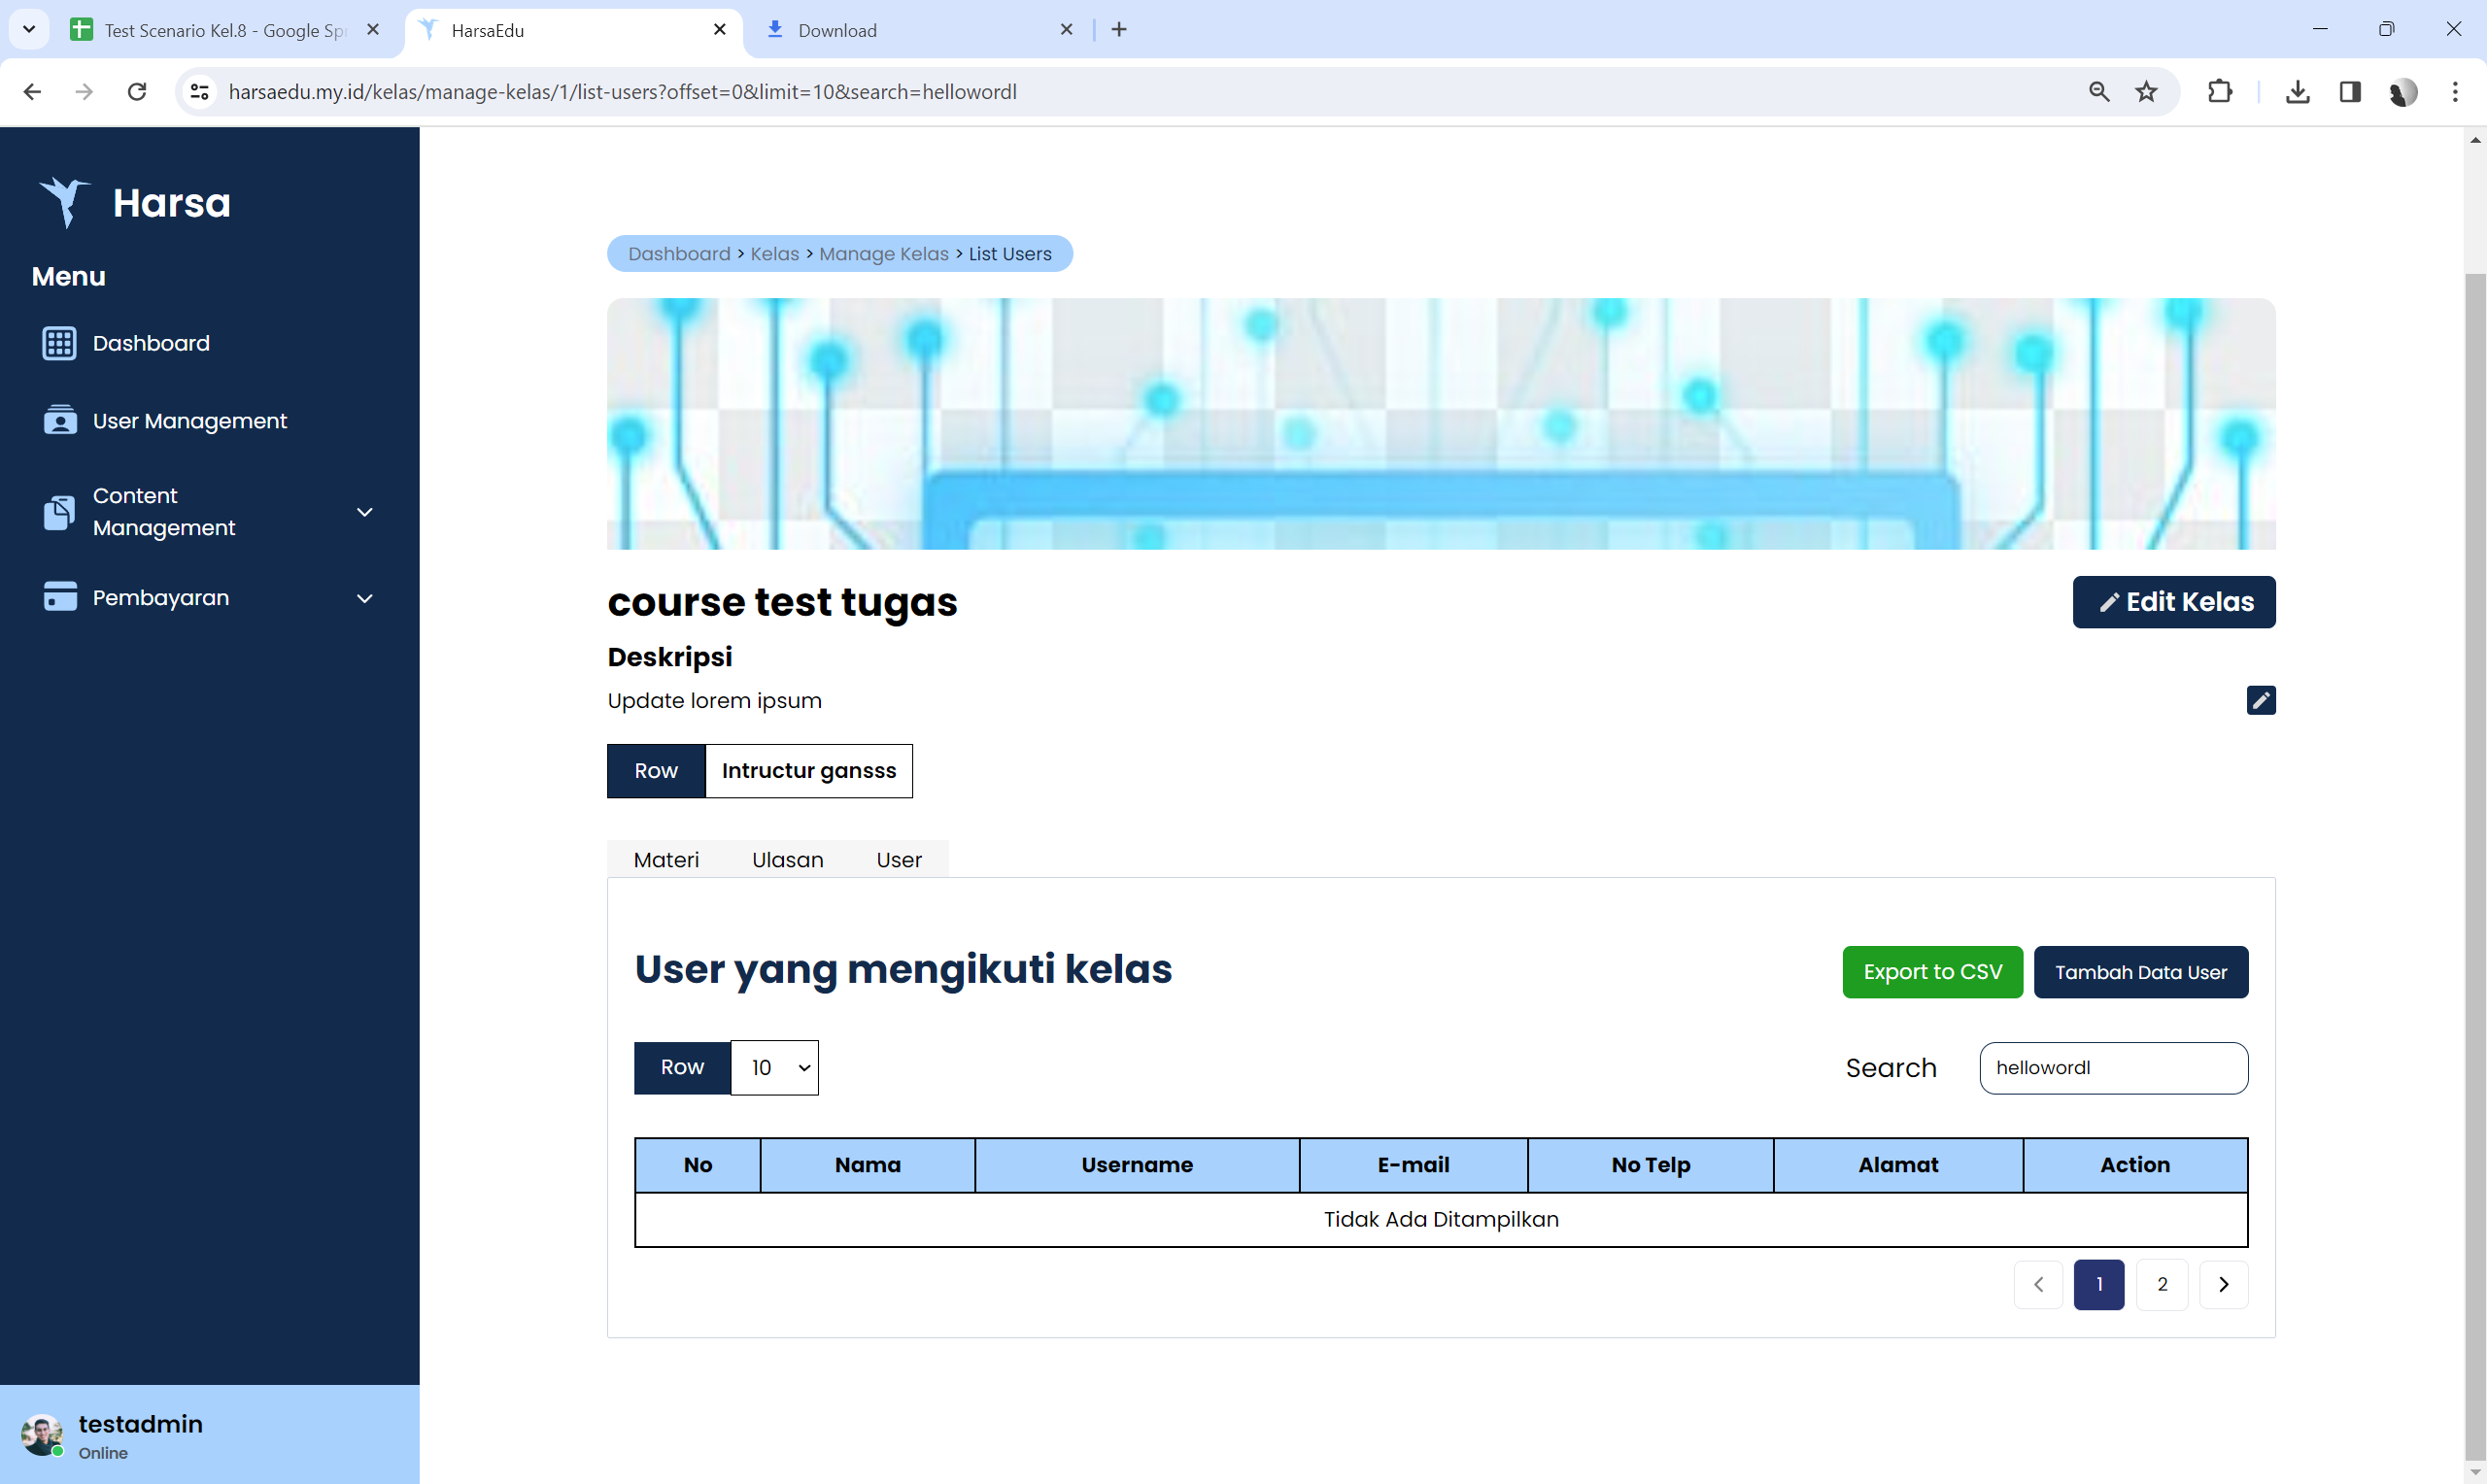 Test Scenario Kel.8 - Google Sp
HarsaEdu
Download
harsaedu.my.id/kelas/manage-kelas/1/list-users?offset=0&limit=10&search=hellowordl
Harsa
Menu
Dashboard
User Management
Content
Management
Pembayaran
testadmin
Online
Dashboard > Kelas > Manage Kelas > List Users
course test tugas
Edit Kelas
Deskripsi
Update lorem ipsum
Row Intructur gansss
Materi Ulasan User
User yang mengikuti kelas
Export to CSV Tambah Data User
Row 10 Search hellowordl
No Nama Username E-mail No Telp Alamat Action
Tidak Ada Ditampilkan
1 2